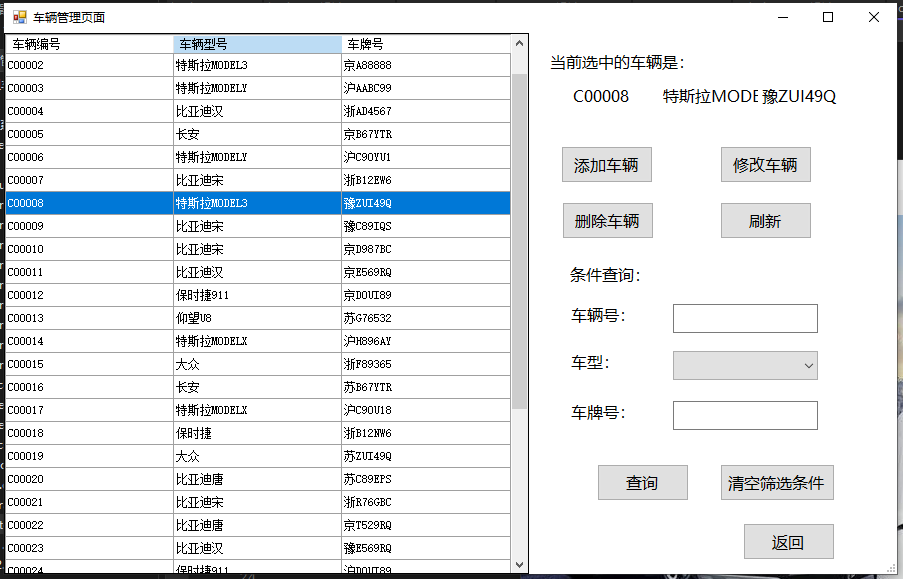 车辆管理页面
车辆编号 车辆型号 车牌号
C00002 特斯拉MODEL3 京A88888
C00003 特斯拉MODELY 沪AABC99
C00004 比亚迪汉 浙AD4567
C00005 长安 京B67YTR
C00006 特斯拉MODELY 沪C90YU1
C00007 比亚迪宋 浙B12EW6
C00008 特斯拉MODEL3 豫ZUI49Q
C00009 比亚迪宋 豫C89IQS
C00010 比亚迪宋 京D987BC
C00011 比亚迪汉 京E569RQ
C00012 保时捷911 京DOUI89
C00013 仰望U8 苏G76532
C00014 特斯拉MODELX 沪H896AY
C00015 大众 浙F89365
C00016 长安 苏B67YTR
C00017 特斯拉MODELX 沪C90U18
C00018 保时捷 浙B12NW6
C00019 大众 苏ZUI49Q
C00020 比亚迪唐 苏C89EPS
C00021 比亚迪宋 浙R76GBC
C00022 比亚迪唐 京T529RQ
C00023 比亚迪汉 豫E569RQ
C00024 保时捷911 沪DOUI89
当前选中的车辆是：
C00008 特斯拉MODE 豫ZUI49Q
添加车辆 修改车辆
删除车辆 刷新
条件查询：
车辆号：
车型：
车牌号：
查询 清空筛选条件
返回